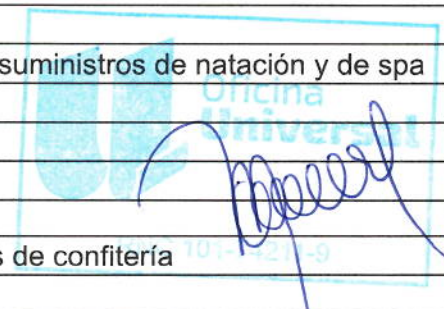 suministros de natación y de spa
Oficina
Universal
s de confitería